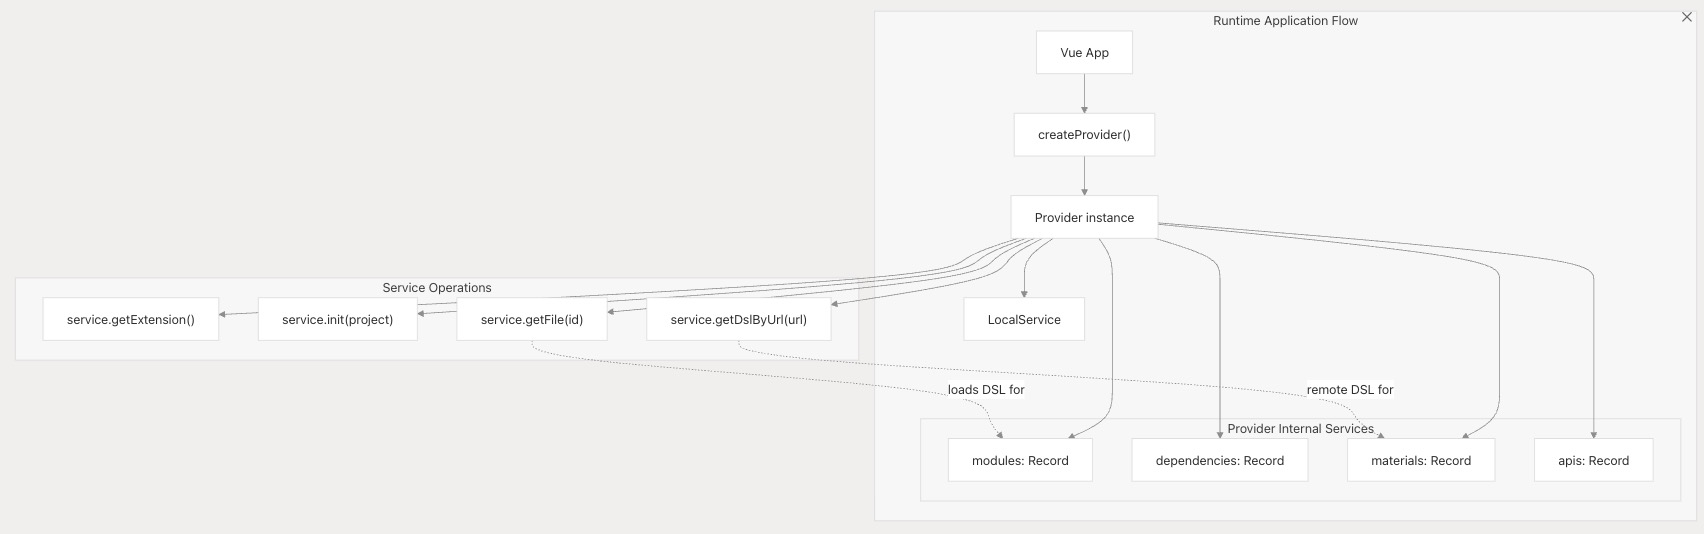 Runtime Application Flow
Vue App
createProvider()
Provider instance
Service Operations
service.getExtension()
service.init(project)
service.getFile(id)
service.getDslByUrl(url)
LocalService
loads DSL for
remote DSL for
Provider Internal Services
modules: Record
dependencies: Record
materials: Record
apis: Record